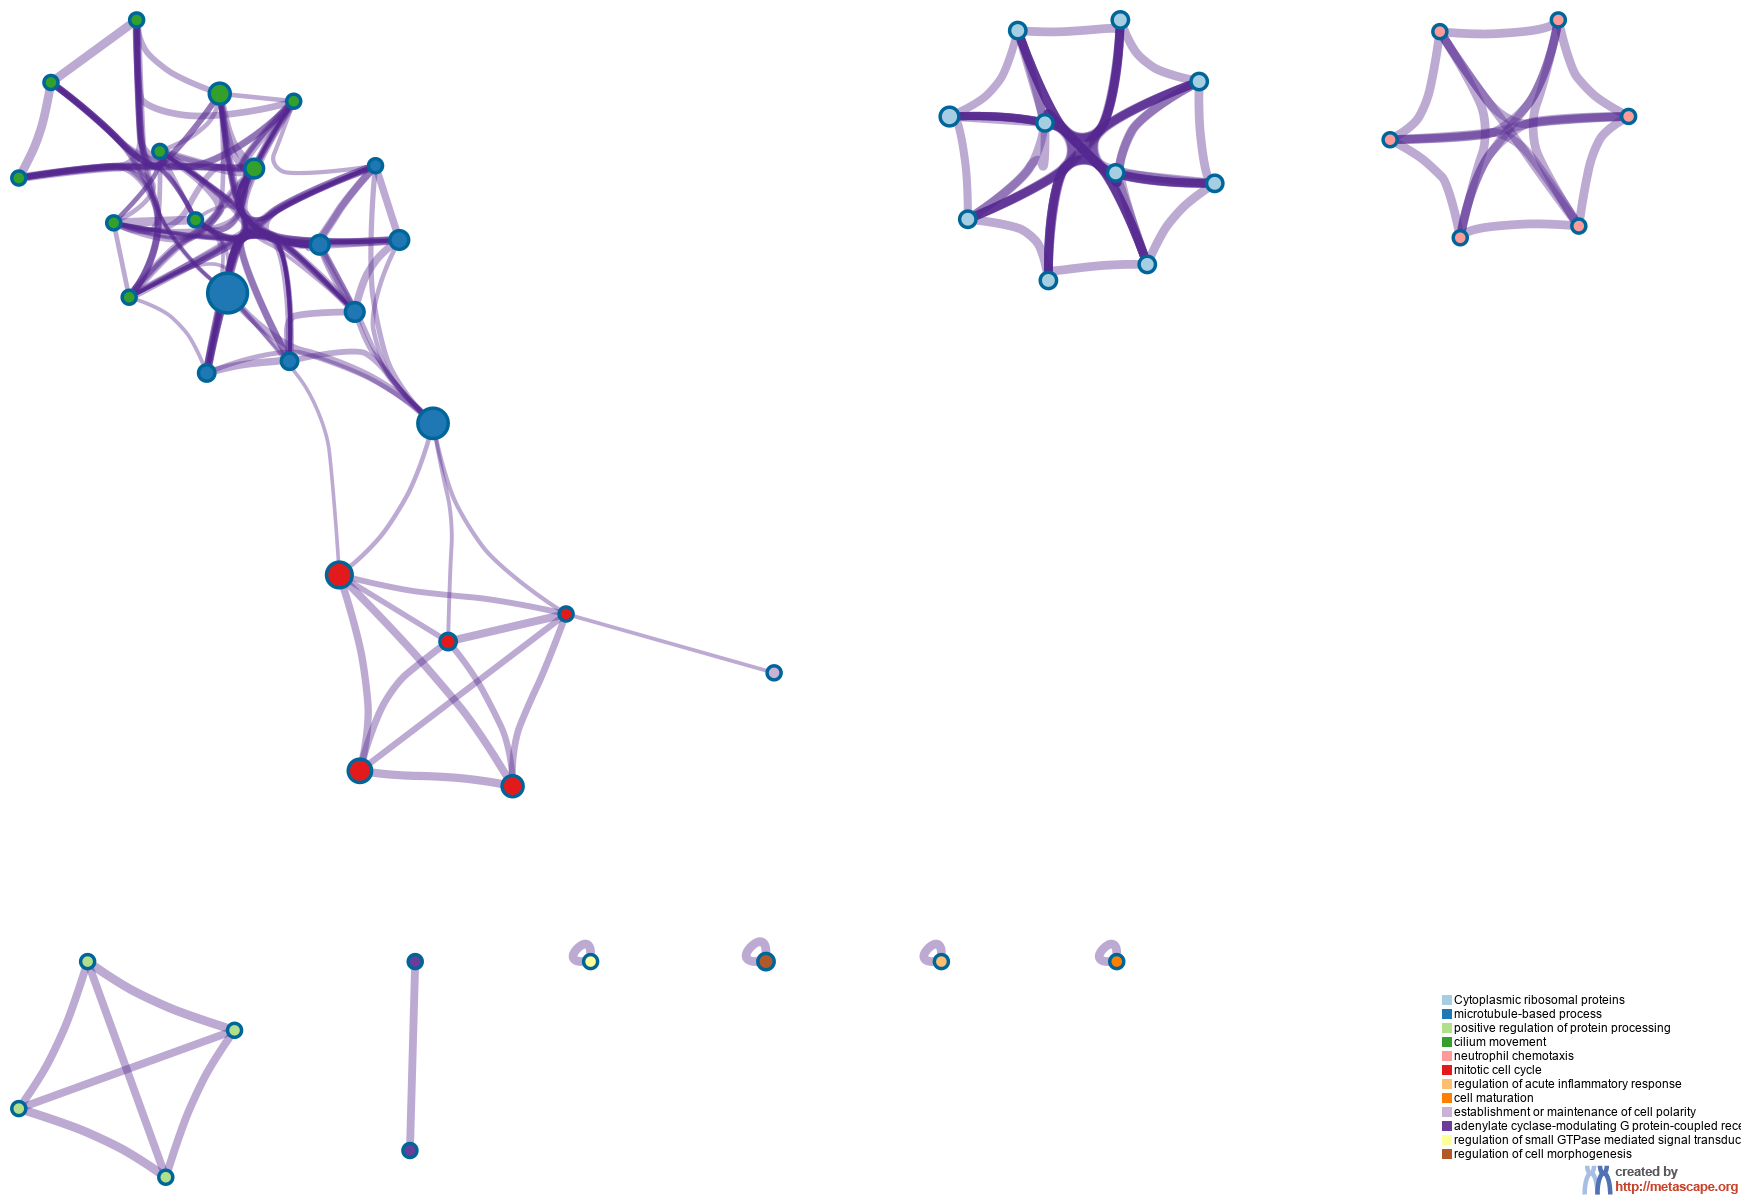 Cytoplasmic ribosomal proteins
microtubule-based process
positive regulation of protein processing
cilium movement
neutrophil chemotaxis
mitotic cell cycle
regulation of acute inflammatory response
cell maturation
establishment or maintenance of cell polarity
adenylate cyclase-modulating G protein-coupled rece
regulation of small GTPase mediated signal transduc
regulation of cell morphogenesis
created by
http://metascape.org